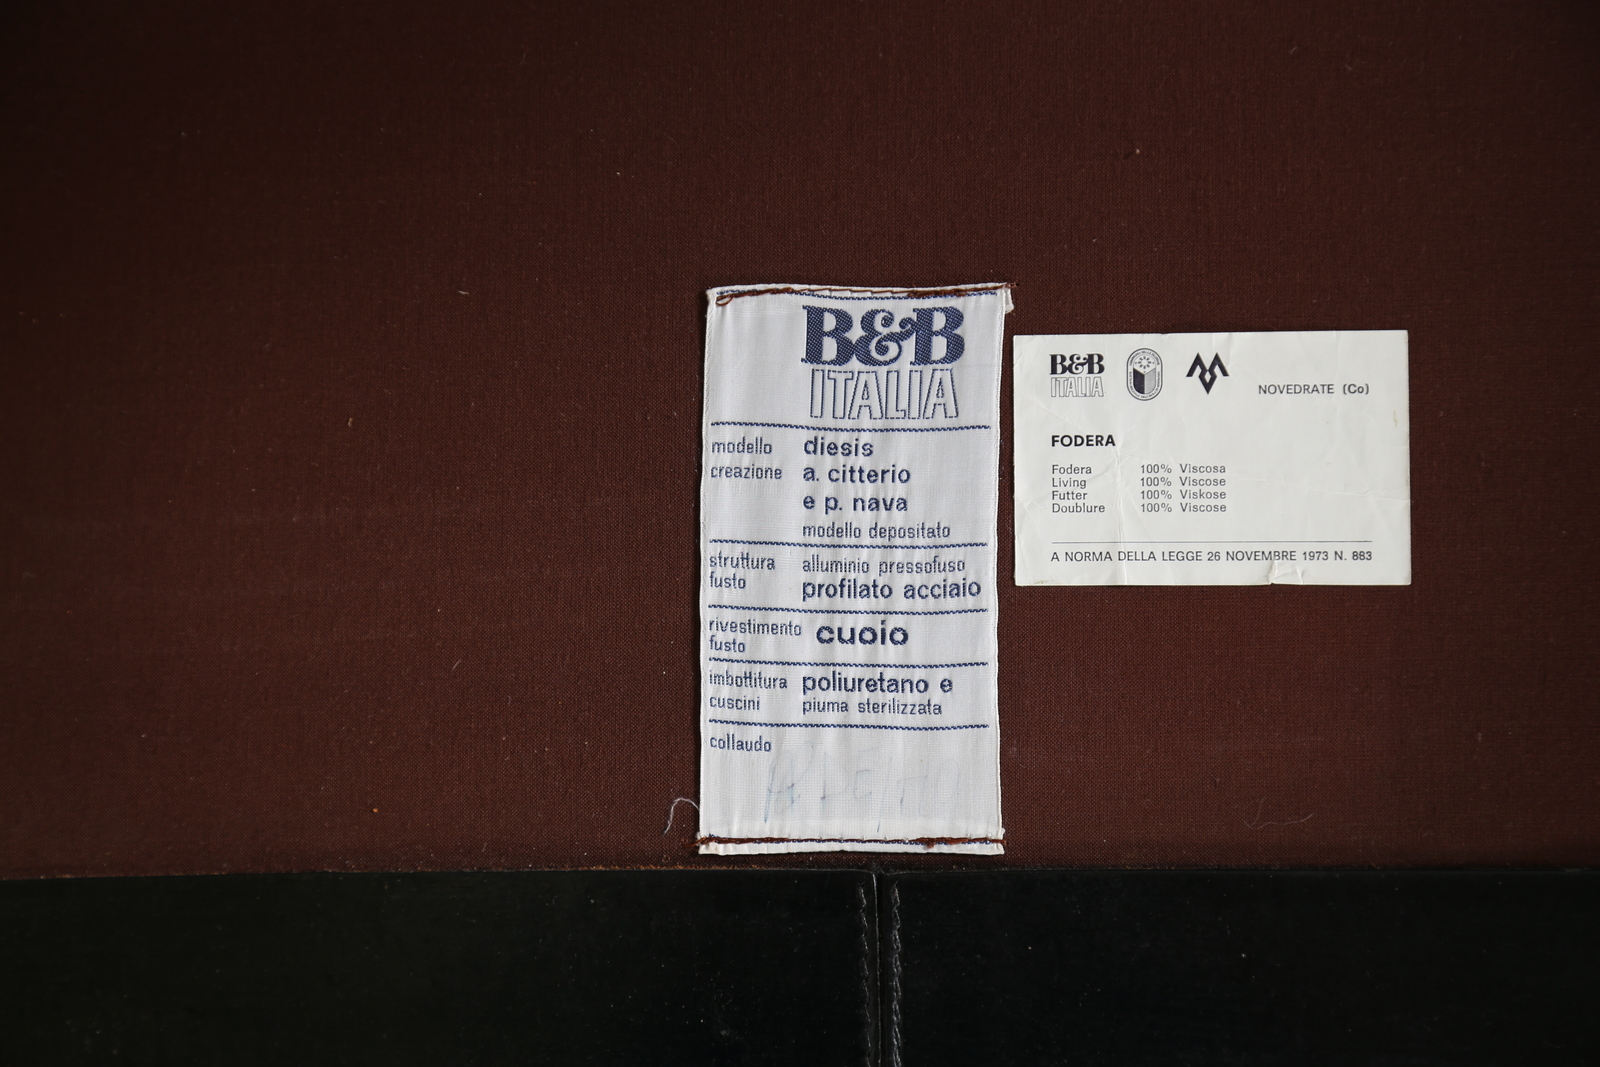 B&B
ITALIA
modello diesis
creazione a. citterio
e p. nava
modello depositato
struttura alluminio pressofuso
fusto profilato acciaio
rivestimento cuoio
fusto
imbottitura poliuretano e
cuscini piuma sterilizzata
collaudo
B&B
ITALIA
NOVEDRATE (Co)
FODERA
Fodera 100% Viscosa
Living 100% Viscose
Futter 100% Viskose
Doublure 100% Viscose
A NORMA DELLA LEGGE 26 NOVEMBRE 1973 N. 883